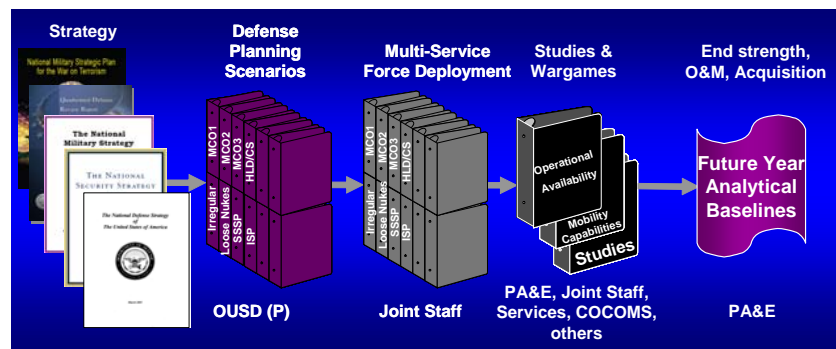 Strategy
National Military Strategic Plan
for the War on Terrorism
Quadrennial Defense
Review Report
The National
Military Strategy
THE NATIONAL
SECURITY STRATEGY
The National Defense Strategy
of
The United States of America
Defense
Planning
Scenarios
MCO1
MCO2
MCO3
HLD/CS
Irregular
Loose Nukes
SSSP
ISP
OUSD (P)
Multi-Service
Force Deployment
MCO1
MCO2
MCO3
HLD/CS
Irregular
Loose Nukes
SSSP
ISP
Joint Staff
Studies &
Wargames
Operational
Availability
Mobility
Capabilities
Studies
PA&E, Joint Staff,
Services, COCOMS,
others
End strength,
O&M, Acquisition
Future Year
Analytical
Baselines
PA&E